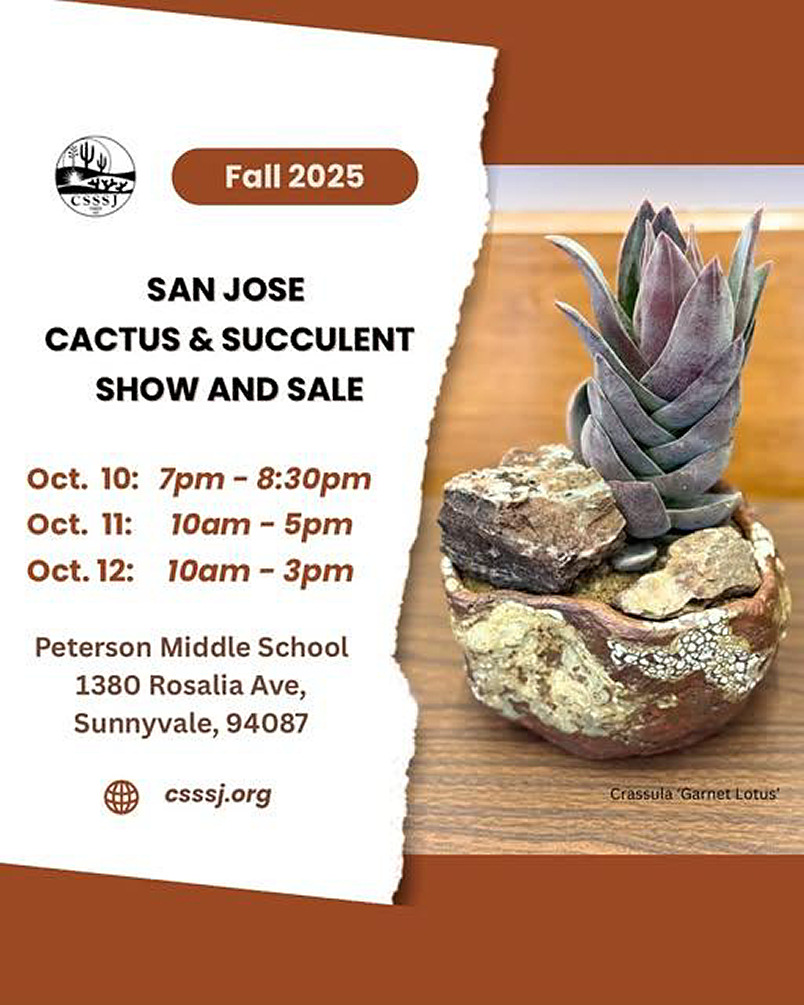 CSSSJ
Fall 2025
SAN JOSE
CACTUS & SUCCULENT
SHOW AND SALE
Oct. 10: 7pm - 8:30pm
Oct. 11: 10am - 5pm
Oct. 12: 10am - 3pm
Peterson Middle School
1380 Rosalia Ave,
Sunnyvale, 94087
csssj.org
Crassula 'Garnet Lotus'